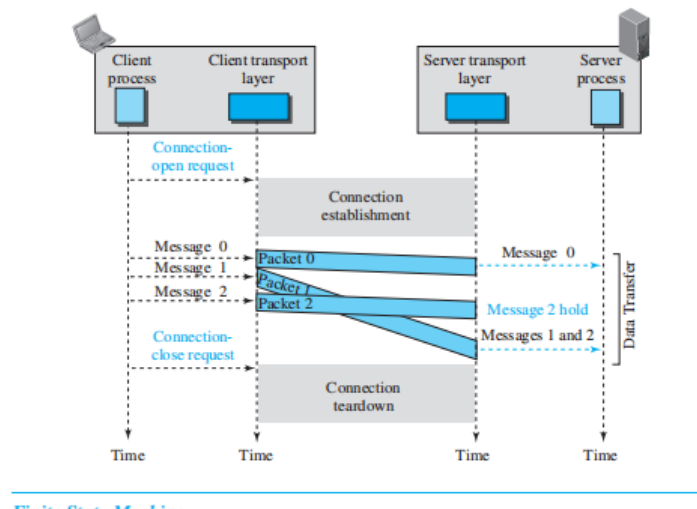 Client process
Client transport layer
Server transport layer
Server process
Connection-
open request
Connection
establishment
Message 0
Message 1
Message 2
Packet 0
Packet 1
Packet 2
Message 0
Message 2 hold
Messages 1 and 2
Data Transfer
Connection-
close request
Connection
teardown
Time
Time
Time
Time